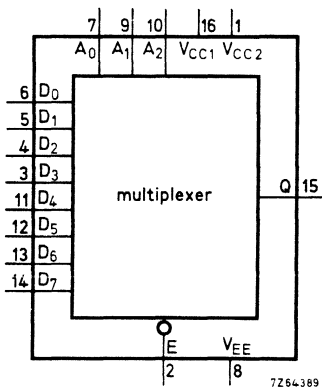 7 9 10 16 1
A0 A1 A2 VCC1 VCC2
6 D0
5 D1
4 D2
3 D3
11 D4
12 D5
13 D6
14 D7
multiplexer
Q 15
E VEE
2 8
7Z64389